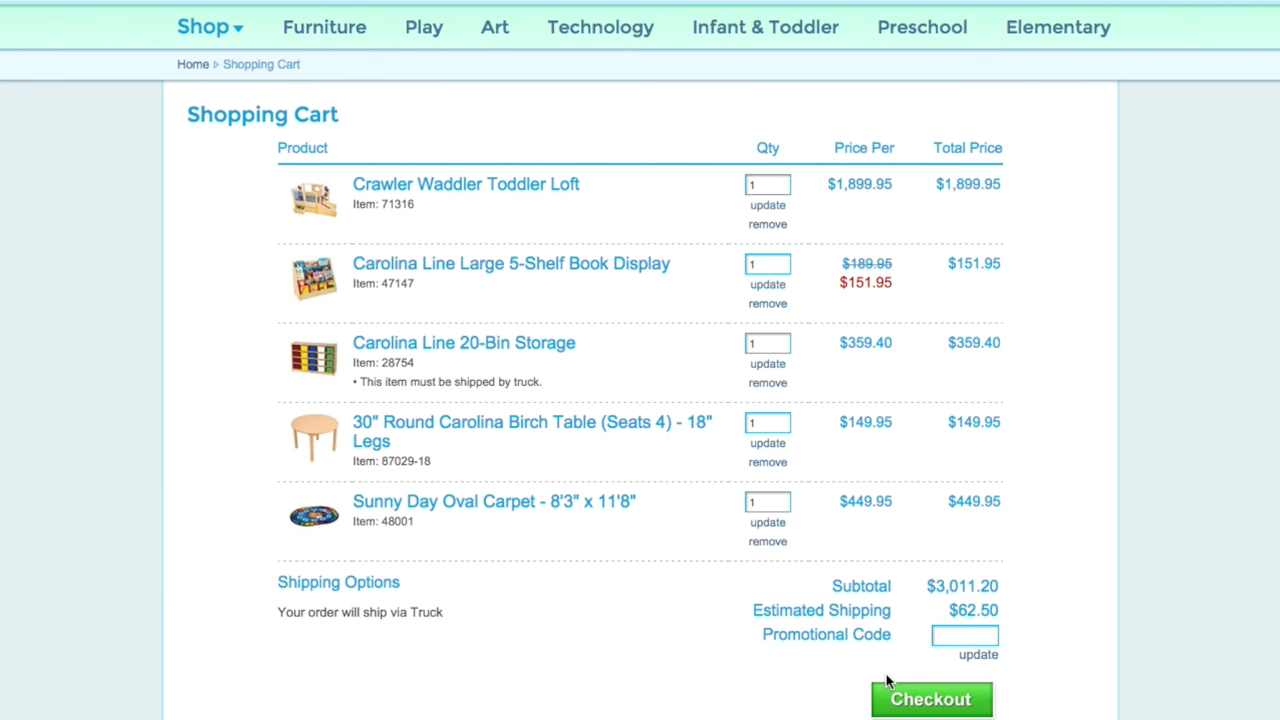 Shop Furniture Play Art Technology Infant & Toddler Preschool Elementary
Home Shopping Cart
Shopping Cart
Product Qty Price Per Total Price
Crawler Waddler Toddler Loft 1 $1,899.95 $1,899.95
Item: 71316 update
remove
Carolina Line Large 5-Shelf Book Display 1 $189.95 $151.95
Item: 47147 update $151.95
remove
Carolina Line 20-Bin Storage 1 $359.40 $359.40
Item: 28754 update
• This item must be shipped by truck. remove
30" Round Carolina Birch Table (Seats 4) - 18" 1 $149.95 $149.95
Legs update
Item: 87029-18 remove
Sunny Day Oval Carpet - 8'3" x 11'8" 1 $449.95 $449.95
Item: 48001 update
remove
Shipping Options Subtotal $3,011.20
Your order will ship via Truck Estimated Shipping $62.50
Promotional Code
update
Checkout